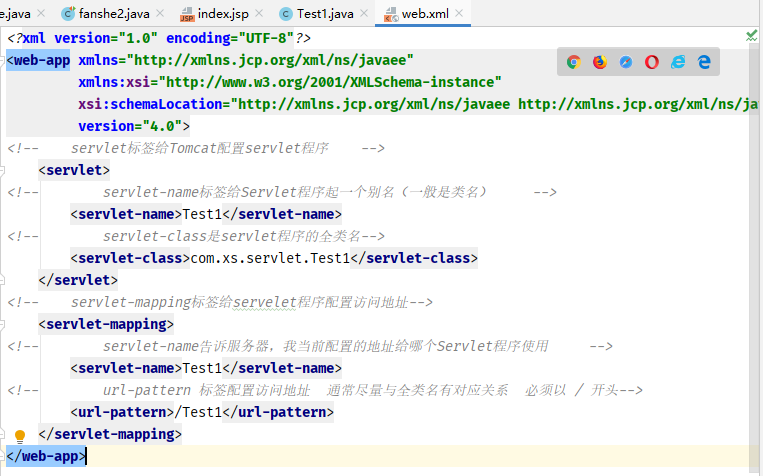 e.java fanshe2.java index.jsp Test1.java web.xml
<?xml version="1.0" encoding="UTF-8"?>
<web-app xmlns="http://xmlns.jcp.org/xml/ns/javaee"
xmlns:xsi="http://www.w3.org/2001/XMLSchema-instance"
xsi:schemaLocation="http://xmlns.jcp.org/xml/ns/javaee http://xmlns.jcp.org/xml/ns/ja
version="4.0">
<!-- servlet标签给Tomcat配置servlet程序 -->
<servlet>
<!-- servlet-name标签给Servlet程序起一个别名（一般是类名） -->
<servlet-name>Test1</servlet-name>
<!-- servlet-class是servlet程序的全类名-->
<servlet-class>com.xs.servlet.Test1</servlet-class>
</servlet>
<!-- servlet-mapping标签给servelet程序配置访问地址-->
<servlet-mapping>
<!-- servlet-name告诉服务器，我当前配置的地址给哪个Servlet程序使用 -->
<servlet-name>Test1</servlet-name>
<!-- url-pattern 标签配置访问地址 通常尽量与全类名有对应关系 必须以 / 开头-->
<url-pattern>/Test1</url-pattern>
</servlet-mapping>
</web-app>